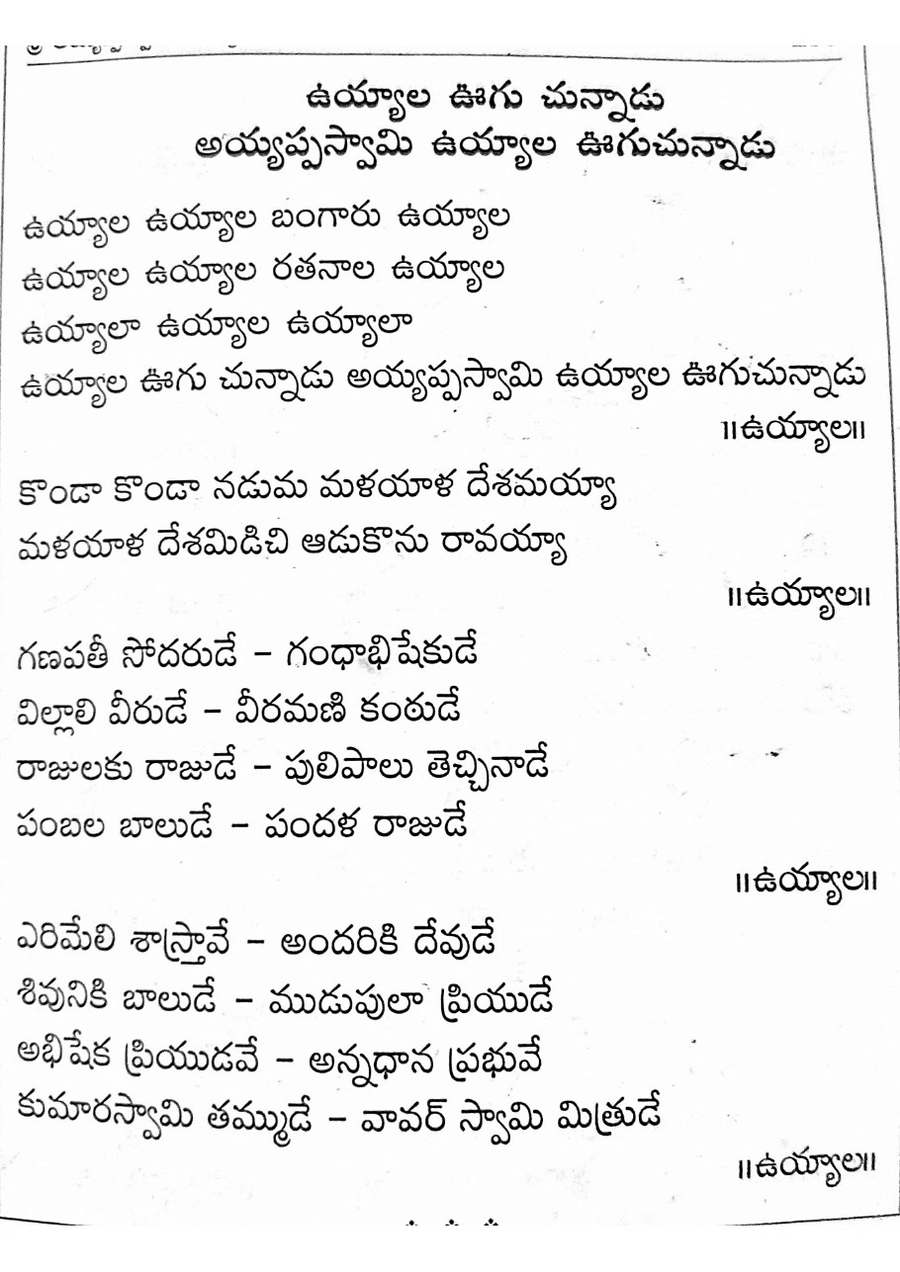 ఉయ్యాల ఊగు చున్నాడు
అయ్యప్పస్వామి ఉయ్యాల ఊగుచున్నాడు
ఉయ్యాల ఉయ్యాల బంగారు ఉయ్యాల
ఉయ్యాల ఉయ్యాల రతనాల ఉయ్యాల
ఉయ్యాలా ఉయ్యాల ఉయ్యాలా
ఉయ్యాల ఊగు చున్నాడు అయ్యప్పస్వామి ఉయ్యాల ఊగుచున్నాడు
॥ఉయ్యాల॥
కొండా కొండా నడుమ మళయాళ దేశమయ్యా
మళయాళ దేశమిడిచి ఆడుకొను రావయ్యా
॥ఉయ్యాల॥
గణపతీ సోదరుడే – గంధాభిషేకుడే
విల్లాలి వీరుడే – వీరమణి కంఠుడే
రాజులకు రాజుడే – పులిపాలు తెచ్చినాడే
పంబల బాలుడే – పందళ రాజుడే
॥ఉయ్యాల॥
ఎరిమేలి శాస్త్రావే – అందరికి దేవుడే
శివునికి బాలుడే – ముడుపులా ప్రియుడే
అభిషేక ప్రియుడవే – అన్నధాన ప్రభువే
కుమారస్వామి తమ్ముడే – వావర్ స్వామి మిత్రుడే
॥ఉయ్యాల॥